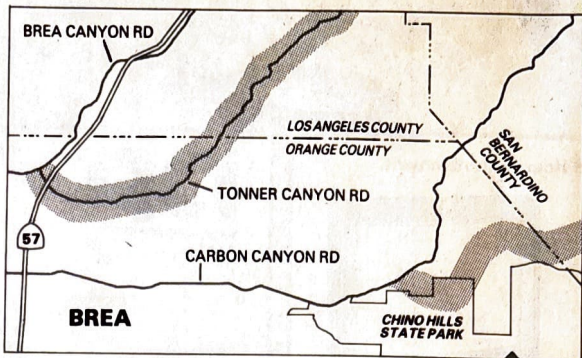 BREA CANYON RD
LOS ANGELES COUNTY
ORANGE COUNTY
SAN
BERNARDINO
COUNTY
TONNER CANYON RD
57
CARBON CANYON RD
BREA
CHINO HILLS
STATE PARK